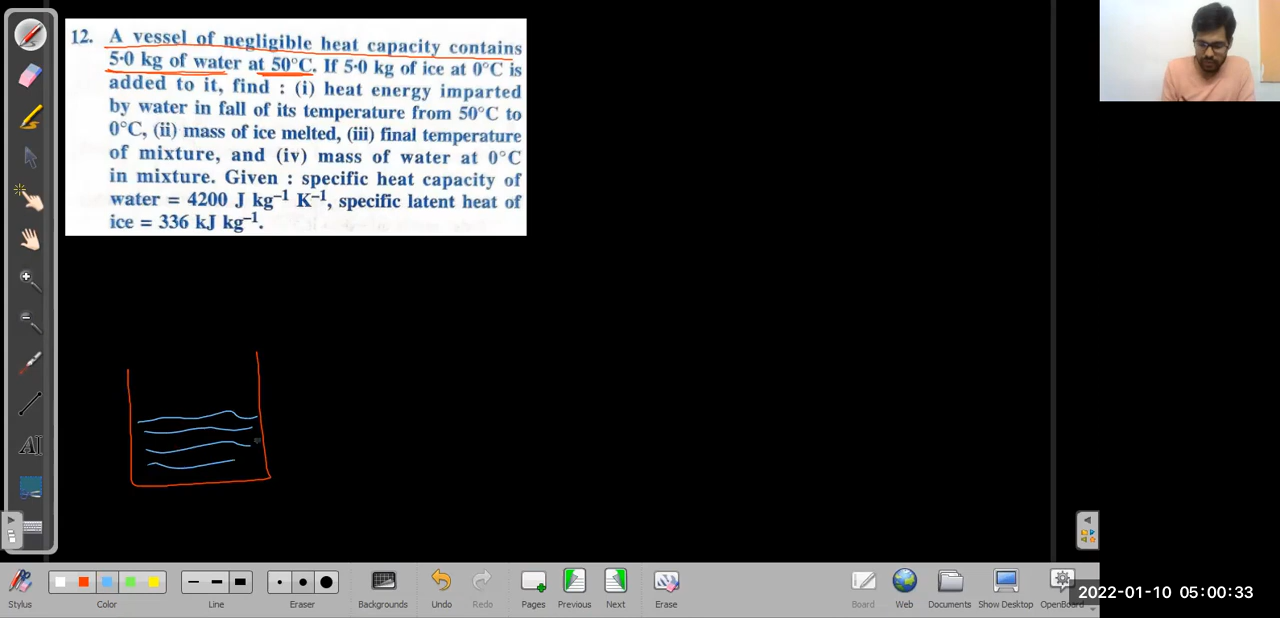 12. A vessel of negligible heat capacity contains
5·0 kg of water at 50°C. If 5·0 kg of ice at 0°C is
added to it, find : (i) heat energy imparted
by water in fall of its temperature from 50°C to
0°C, (ii) mass of ice melted, (iii) final temperature
of mixture, and (iv) mass of water at 0°C
in mixture. Given : specific heat capacity of
water = 4200 J kg⁻¹ K⁻¹, specific latent heat of
ice = 336 kJ kg⁻¹.
AI
Stylus
Color
Line
Eraser
Backgrounds
Undo
Redo
Pages
Previous
Next
Erase
Board
Web
Documents
Show Desktop
OpenBoard
2022-01-10 05:00:33